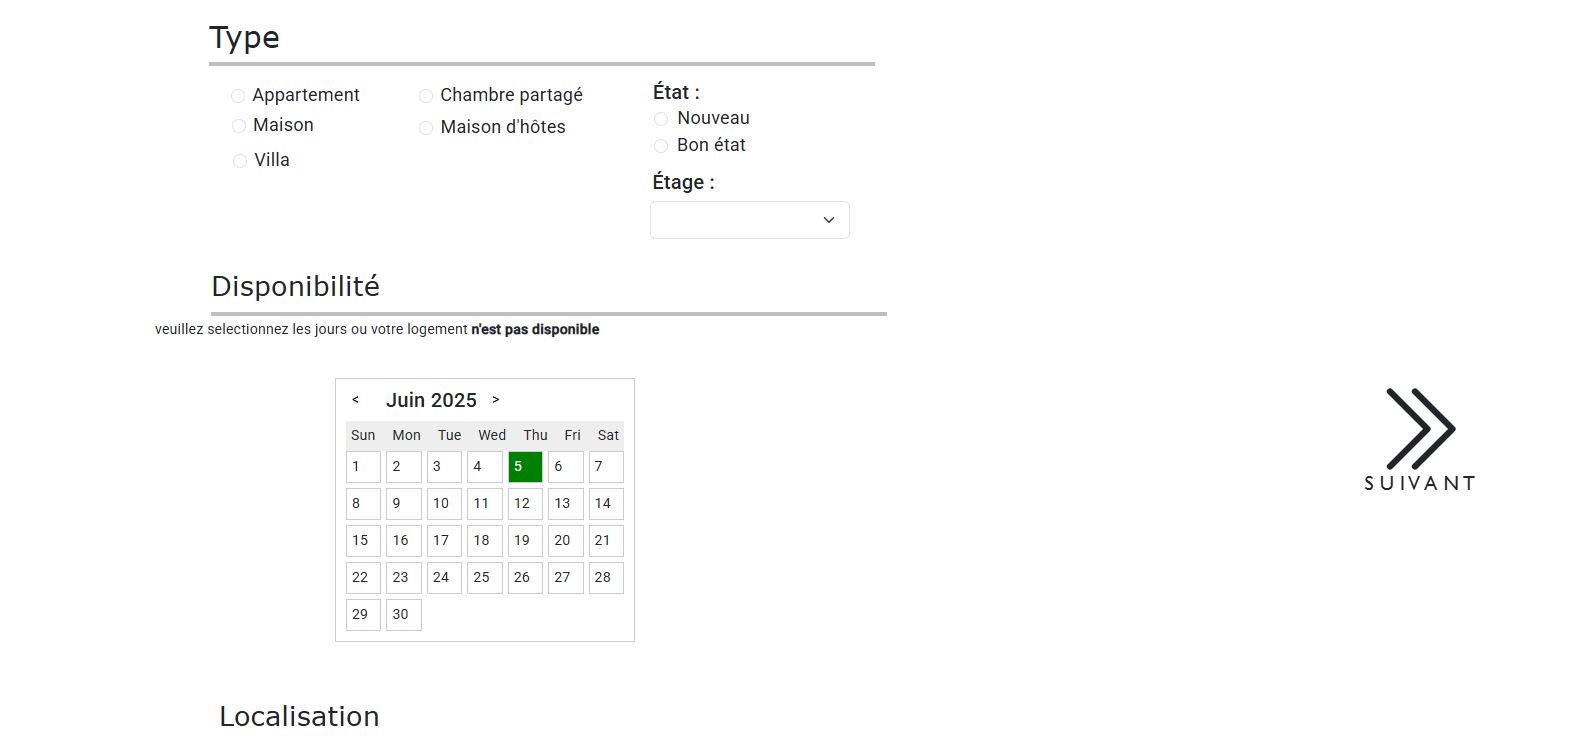 Type
Appartement
Maison
Villa
Chambre partagé
Maison d'hôtes
État :
Nouveau
Bon état
Étage :
Disponibilité
veuillez selectionnez les jours ou votre logement n'est pas disponible
< Juin 2025 >
Sun Mon Tue Wed Thu Fri Sat
1 2 3 4 5 6 7
8 9 10 11 12 13 14
15 16 17 18 19 20 21
22 23 24 25 26 27 28
29 30
SUIVANT
Localisation